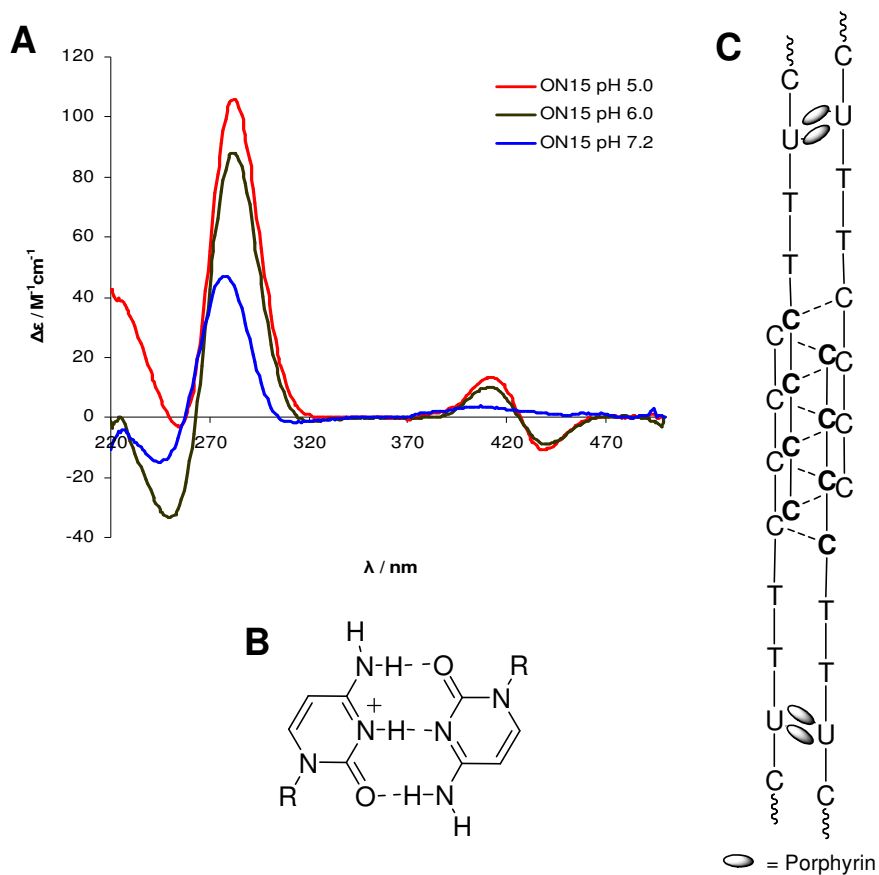 A
120
100
80
60
40
20
0
-20
-40
Δε / M⁻¹cm⁻¹
220 270 320 370 420 470
λ / nm
ON15 pH 5.0
ON15 pH 6.0
ON15 pH 7.2
B
H
N-H O R
+ N
N H N
N
R O H-N
H
C
C C
U U
T T
T T
C C
C C
C C
C C
C C
C C
C C
C C
T T
T T
U U
C C
= Porphyrin